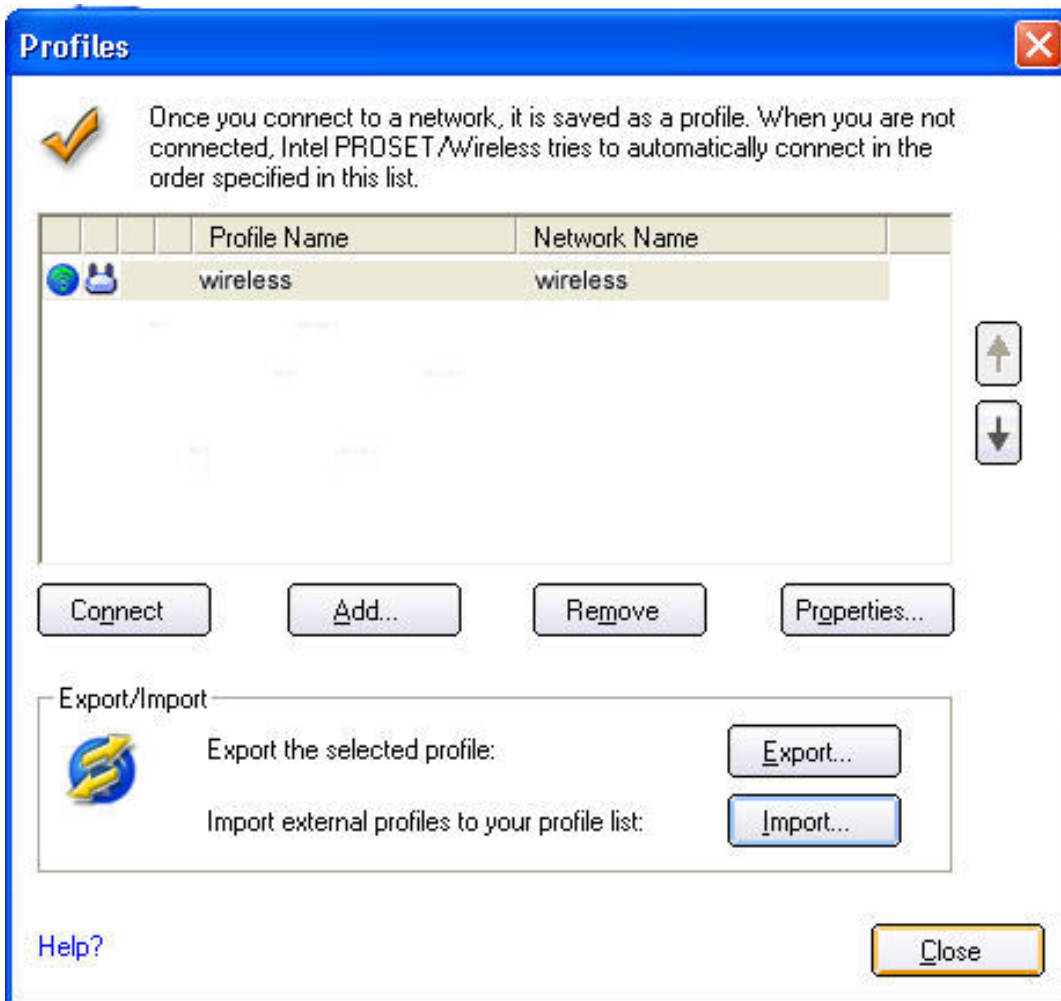 Profiles
Once you connect to a network, it is saved as a profile. When you are not
connected, Intel PROSET/Wireless tries to automatically connect in the
order specified in this list.
Profile Name Network Name
wireless wireless
Connect Add... Remove Properties...
Export/Import
Export the selected profile: Export...
Import external profiles to your profile list: Import...
Help? Close